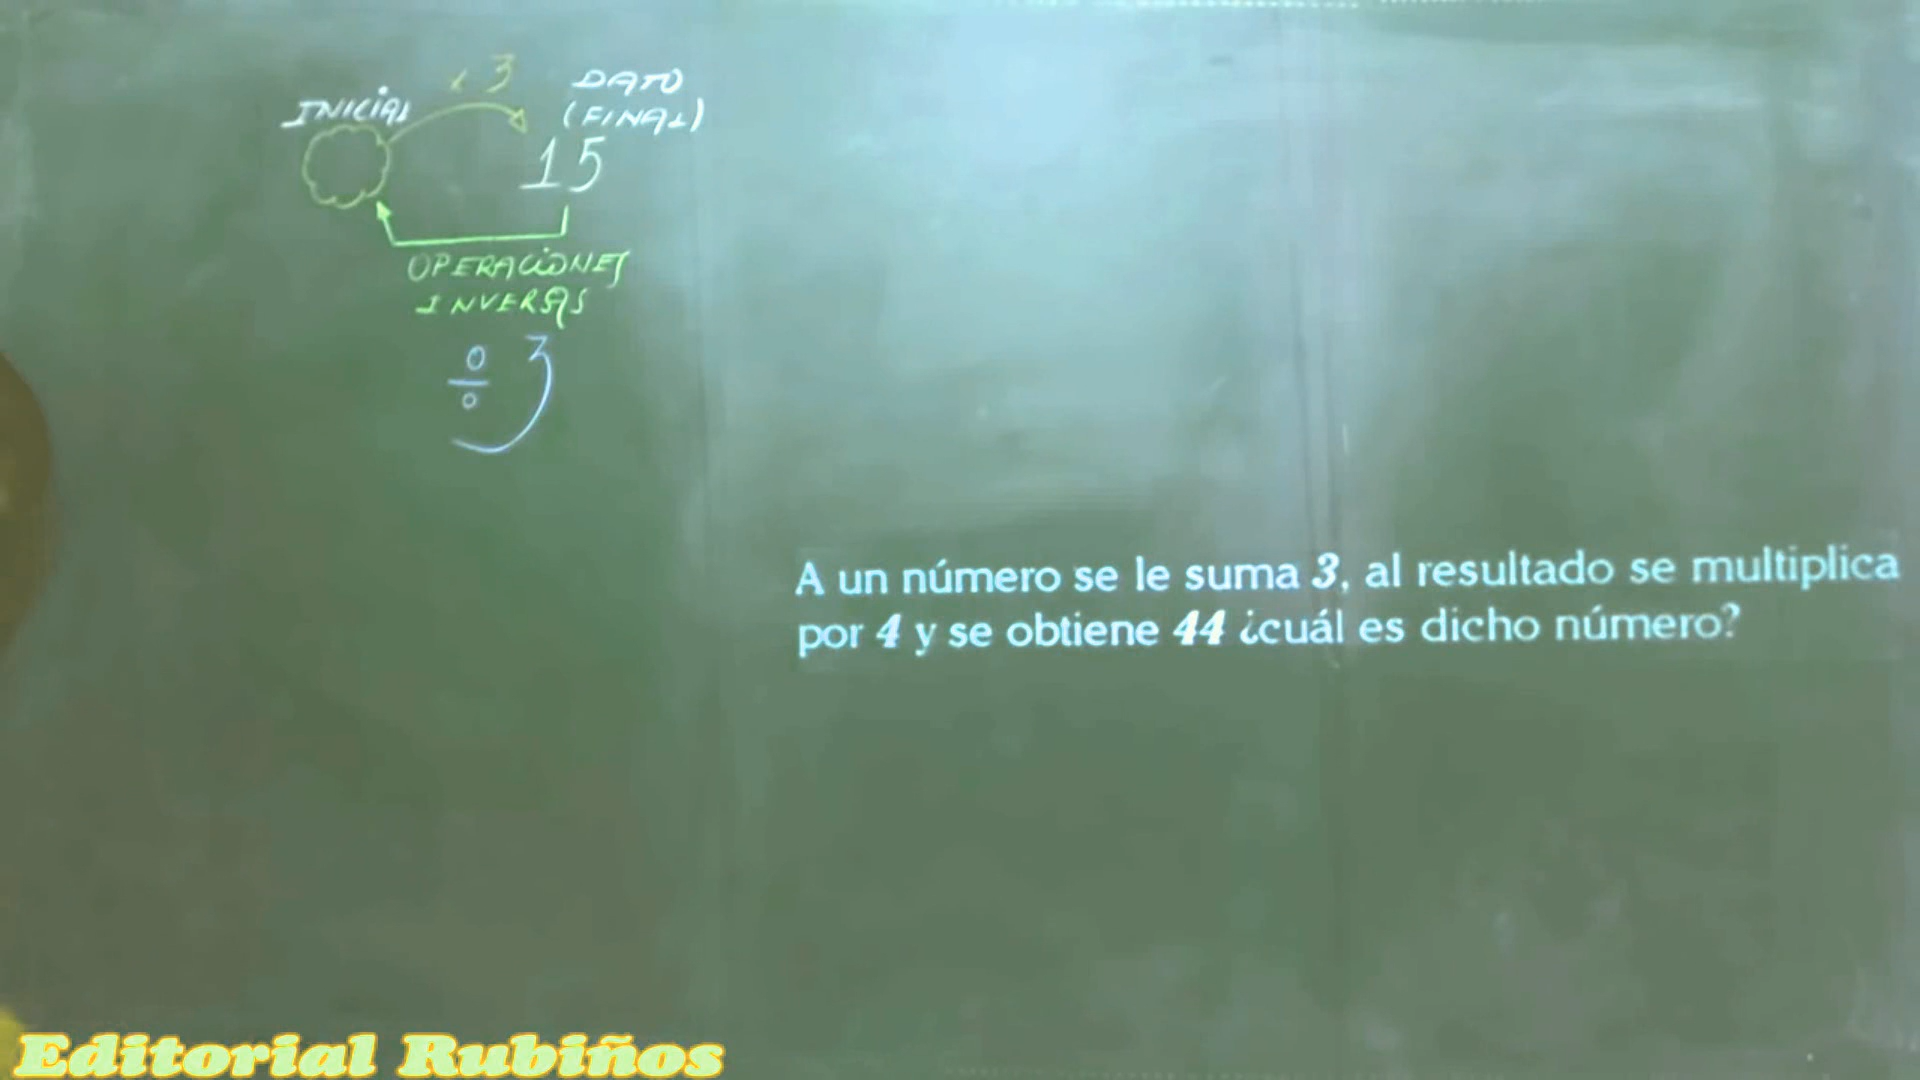 × 3
INICIAL
DATO
(FINAL)
15
OPERACIONES
INVERSAS
÷ 3
A un número se le suma 3, al resultado se multiplica
por 4 y se obtiene 44 ¿cuál es dicho número?
Editorial Rubiños